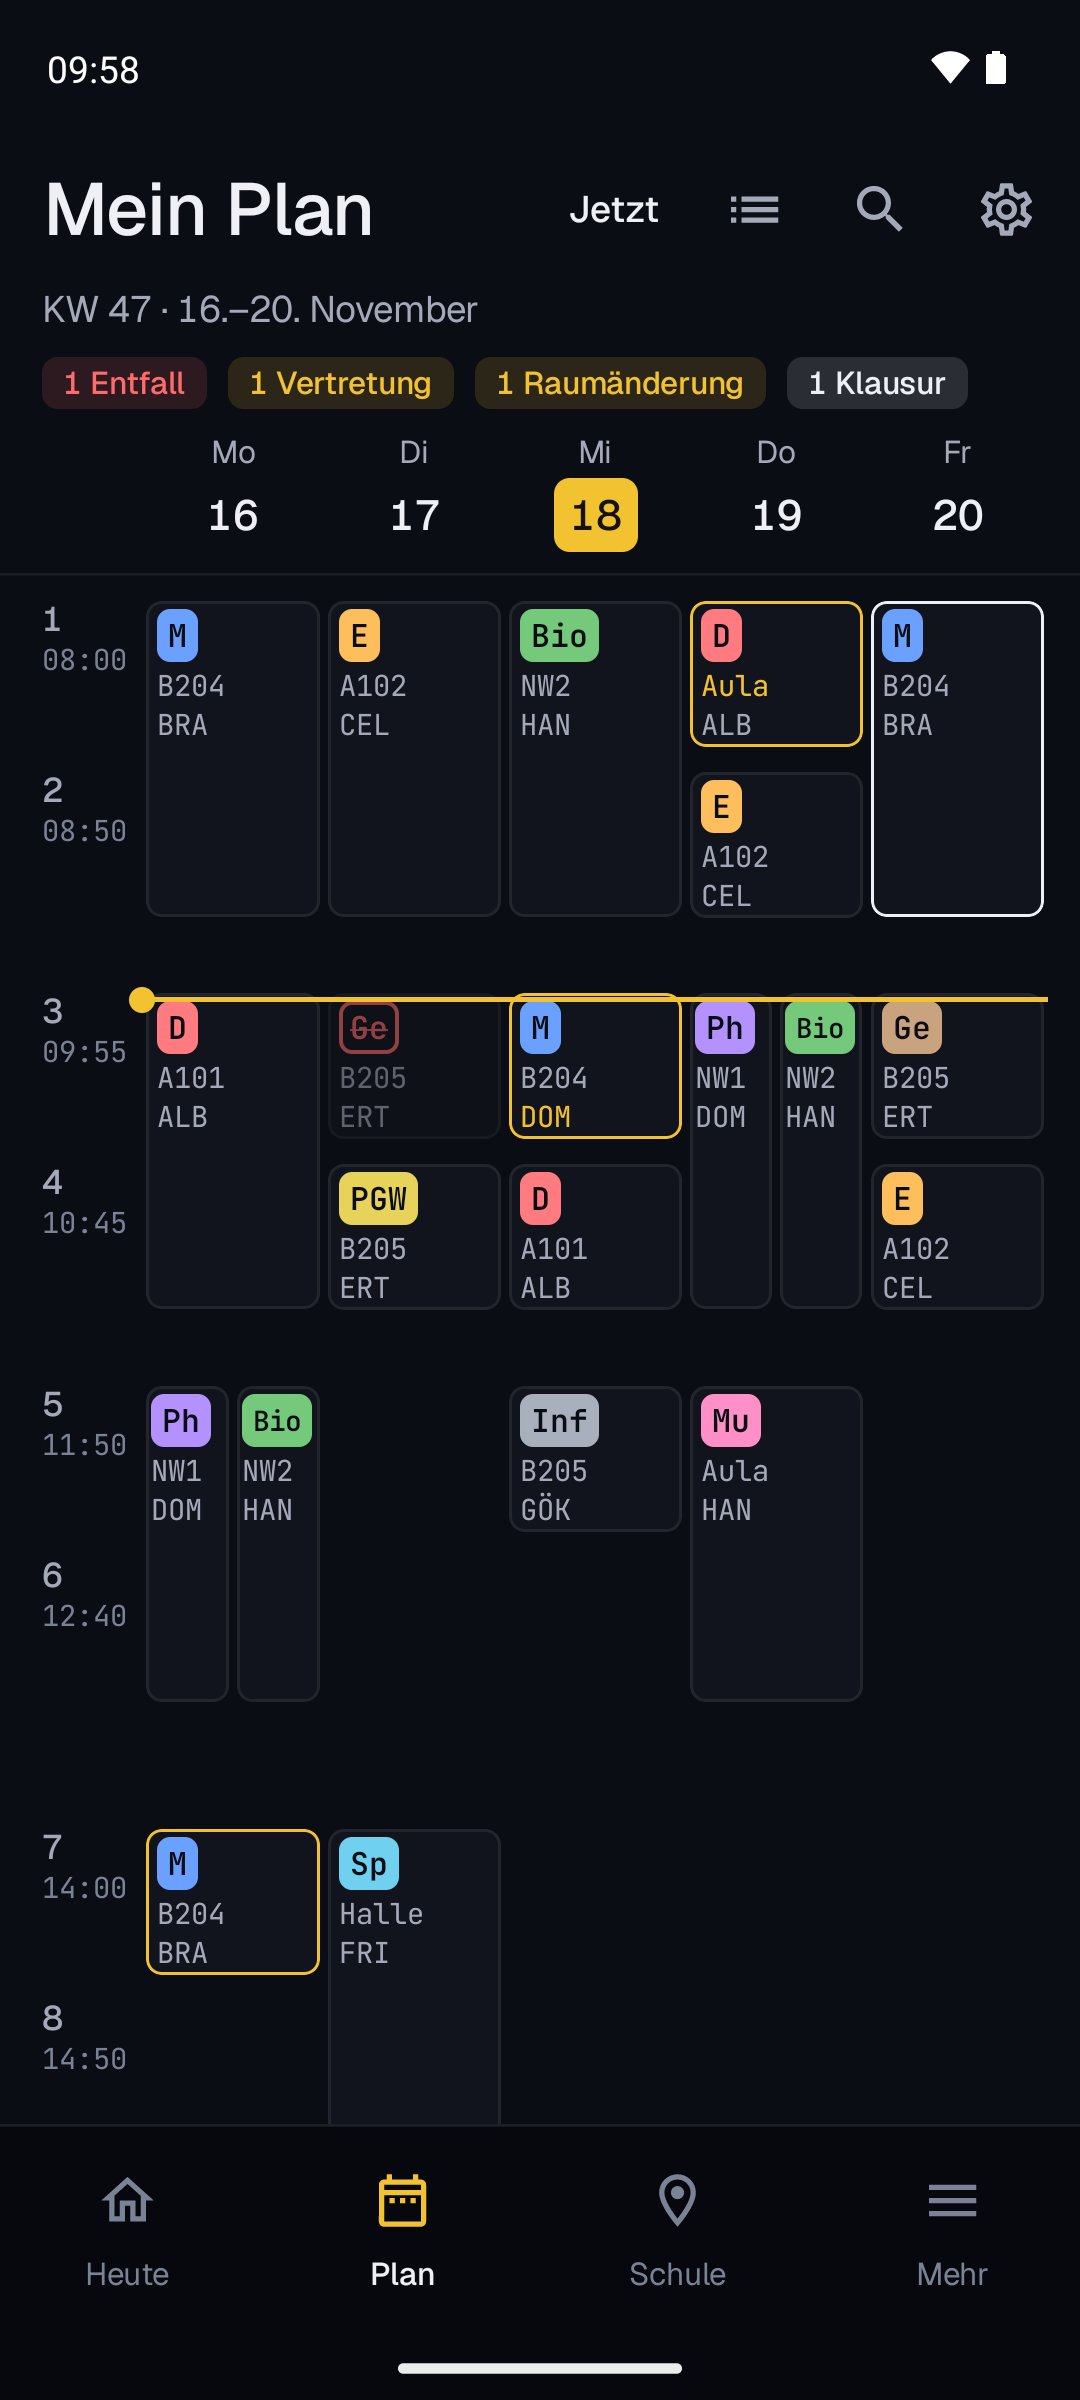 09:58
Mein Plan
Jetzt
KW 47 · 16.–20. November
1 Entfall
1 Vertretung
1 Raumänderung
1 Klausur
Mo Di Mi Do Fr
16 17 18 19 20
1
08:00
M
B204
BRA
E
A102
CEL
Bio
NW2
HAN
D
Aula
ALB
M
B204
BRA
2
08:50
E
A102
CEL
3
09:55
D
A101
ALB
Ge
B205
ERT
M
B204
DOM
Ph
NW1
DOM
Bio
NW2
HAN
Ge
B205
ERT
4
10:45
PGW
B205
ERT
D
A101
ALB
E
A102
CEL
5
11:50
Ph
NW1
DOM
Bio
NW2
HAN
Inf
B205
GÖK
Mu
Aula
HAN
6
12:40
7
14:00
M
B204
BRA
Sp
Halle
FRI
8
14:50
Heute
Plan
Schule
Mehr